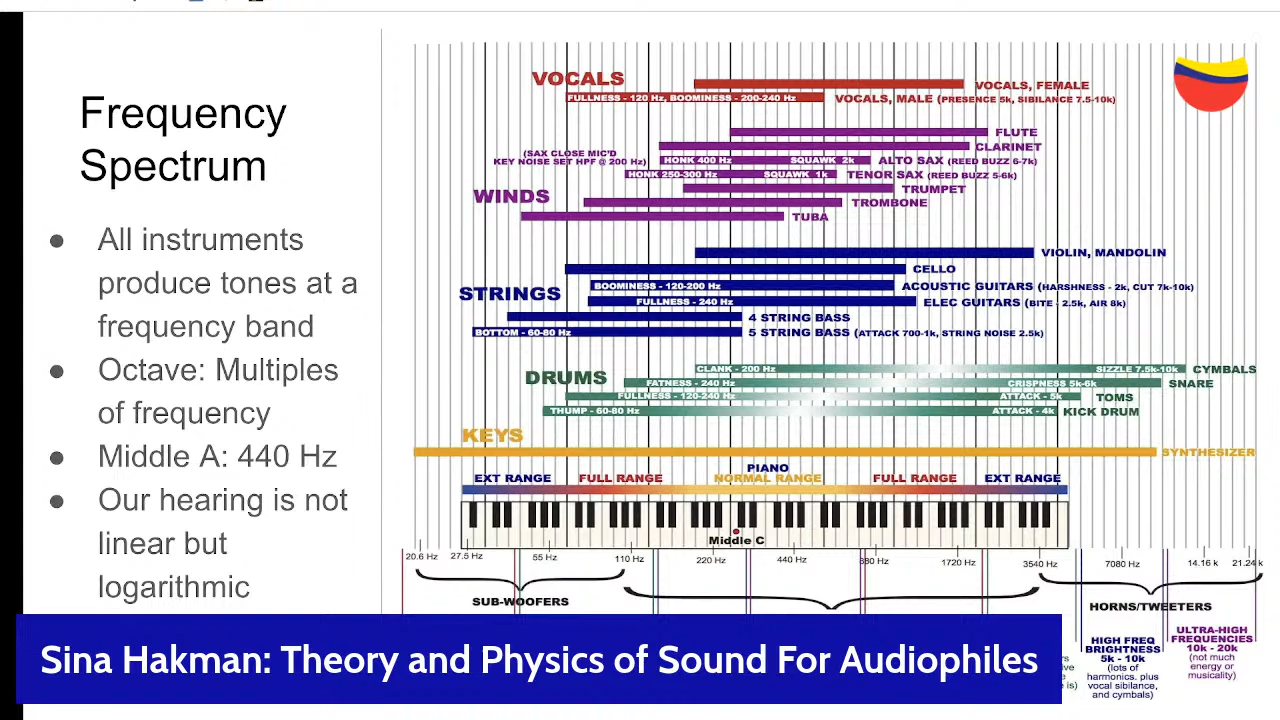 Frequency
Spectrum
● All instruments
produce tones at a
frequency band
● Octave: Multiples
of frequency
● Middle A: 440 Hz
● Our hearing is not
linear but
logarithmic
VOCALS
VOCALS, FEMALE
FULLNESS - 120 Hz, BOOMINESS - 200-240 Hz
VOCALS, MALE (PRESENCE 5k, SIBILANCE 7.5-10k)
WINDS
FLUTE
CLARINET
(SAX CLOSE MIC'D
KEY NOISE SET HPF @ 200 Hz)
HONK 400 Hz SQUAWK 2k ALTO SAX (REED BUZZ 6-7k)
HONK 250-300 Hz SQUAWK 1k TENOR SAX (REED BUZZ 5-6k)
TRUMPET
TROMBONE
TUBA
STRINGS
VIOLIN, MANDOLIN
CELLO
BOOMINESS - 120-200 Hz ACOUSTIC GUITARS (HARSHNESS - 2k, CUT 7k-10k)
FULLNESS - 240 Hz ELEC GUITARS (BITE - 2.5k, AIR 8k)
4 STRING BASS
BOTTOM - 60-80 Hz 5 STRING BASS (ATTACK 700-1k, STRING NOISE 2.5k)
DRUMS
CLANK - 200 Hz SIZZLE 7.5k-10k CYMBALS
FATNESS - 240 Hz CRISPNESS 5k-6k SNARE
FULLNESS - 120-240 Hz ATTACK - 5k TOMS
THUMP - 60-80 Hz ATTACK - 4k KICK DRUM
KEYS
SYNTHESIZER
PIANO
EXT RANGE FULL RANGE NORMAL RANGE FULL RANGE EXT RANGE
Middle C
20.6 Hz 27.5 Hz 55 Hz 110 Hz 220 Hz 440 Hz 880 Hz 1720 Hz 3540 Hz 7080 Hz 14.16 k 21.24 k
SUB-WOOFERS
HORNS/TWEETERS
HIGH FREQ
BRIGHTNESS
5k - 10k
(lots of
harmonics. plus
vocal sibilance,
and cymbals)
ULTRA-HIGH
FREQUENCIES
10k - 20k
(not much
energy or
musicality)
Sina Hakman: Theory and Physics of Sound For Audiophiles